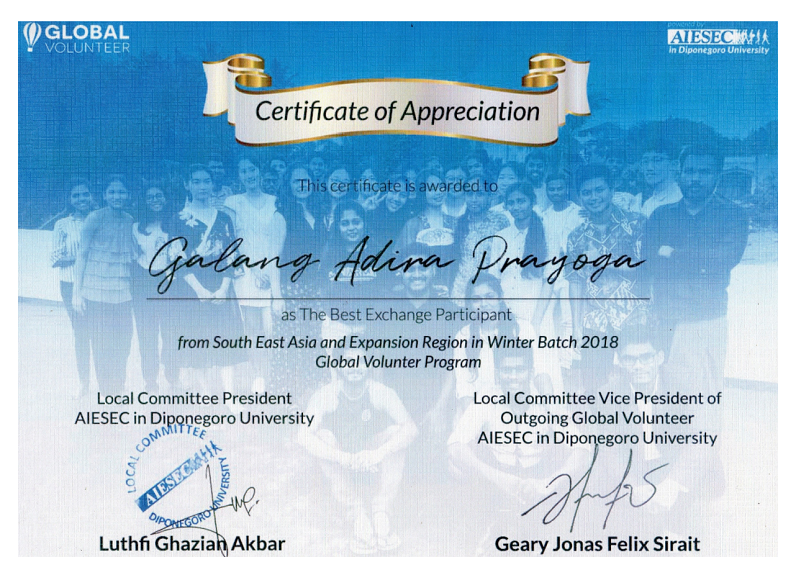 GLOBAL
VOLUNTEER
powered by
AIESEC
in Diponegoro University
Certificate of Appreciation
This certificate is awarded to
Galang Adira Prayoga
as The Best Exchange Participant
from South East Asia and Expansion Region in Winter Batch 2018
Global Volunter Program
Local Committee President
AIESEC in Diponegoro University
LOCAL COMMITTEE
AIESEC
DIPONEGORO UNIVERSITY
Luthfi Ghazian Akbar
Local Committee Vice President of
Outgoing Global Volunteer
AIESEC in Diponegoro University
Geary Jonas Felix Sirait